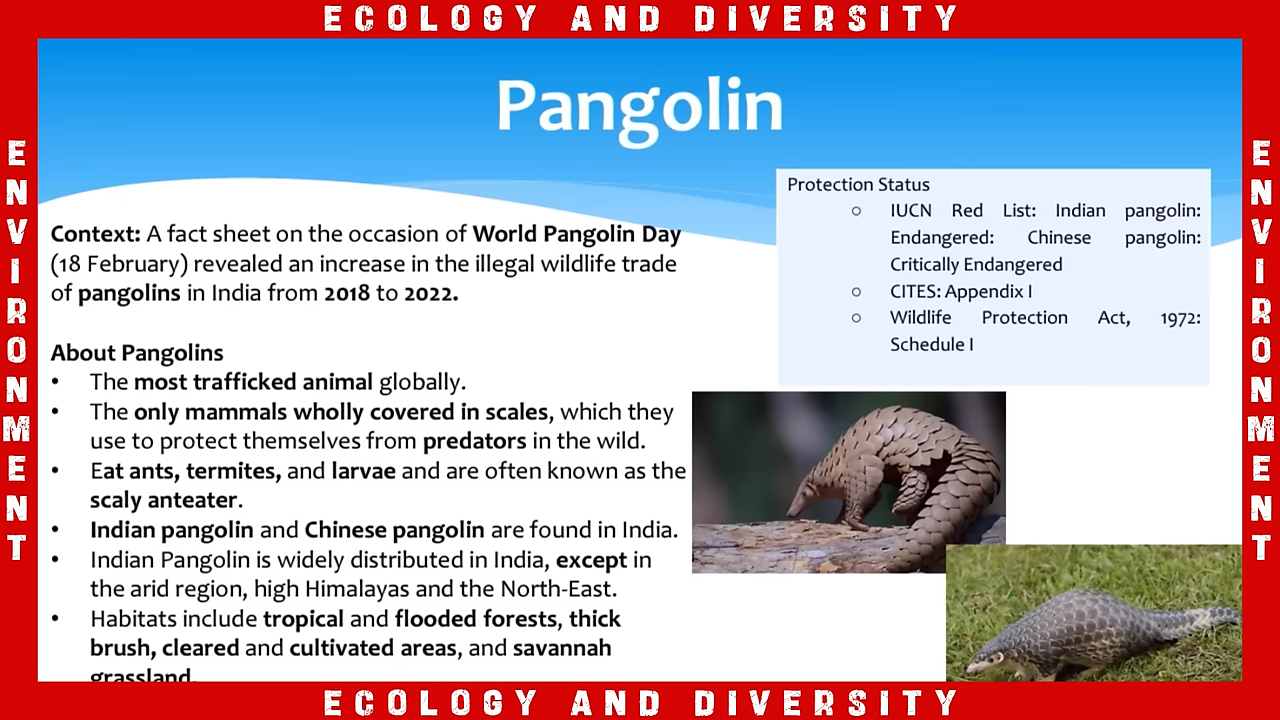 ECOLOGY AND DIVERSITY
ENVIRONMENT
ENVIRONMENT
Pangolin
Context: A fact sheet on the occasion of World Pangolin Day
(18 February) revealed an increase in the illegal wildlife trade
of pangolins in India from 2018 to 2022.
About Pangolins
• The most trafficked animal globally.
• The only mammals wholly covered in scales, which they
use to protect themselves from predators in the wild.
• Eat ants, termites, and larvae and are often known as the
scaly anteater.
• Indian pangolin and Chinese pangolin are found in India.
• Indian Pangolin is widely distributed in India, except in
the arid region, high Himalayas and the North-East.
• Habitats include tropical and flooded forests, thick
brush, cleared and cultivated areas, and savannah
grassland.
Protection Status
○ IUCN Red List: Indian pangolin:
Endangered: Chinese pangolin:
Critically Endangered
○ CITES: Appendix I
○ Wildlife Protection Act, 1972:
Schedule I
ECOLOGY AND DIVERSITY